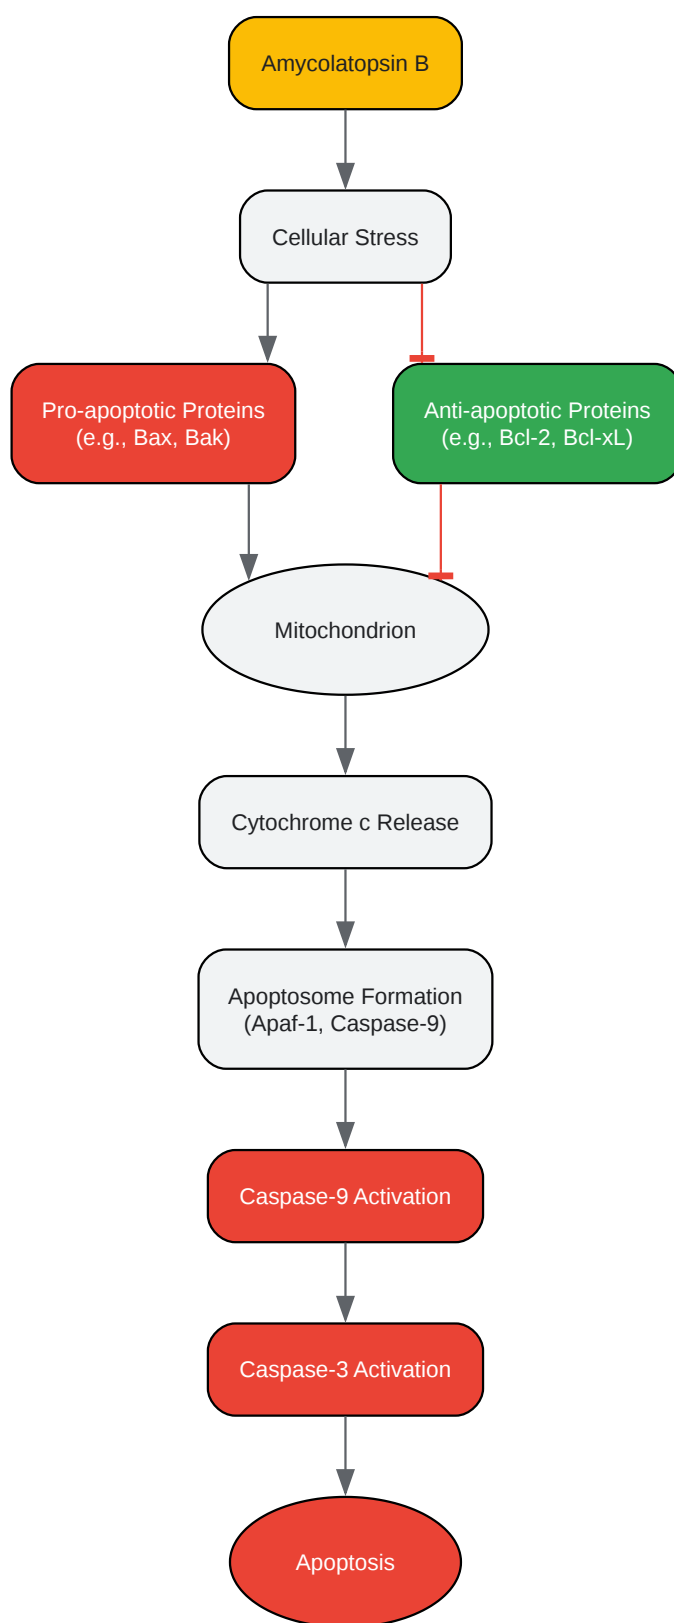 Amycolatopsin B
Cellular Stress
Pro-apoptotic Proteins
(e.g., Bax, Bak)
Anti-apoptotic Proteins
(e.g., Bcl-2, Bcl-xL)
Mitochondrion
Cytochrome c Release
Apoptosome Formation
(Apaf-1, Caspase-9)
Caspase-9 Activation
Caspase-3 Activation
Apoptosis